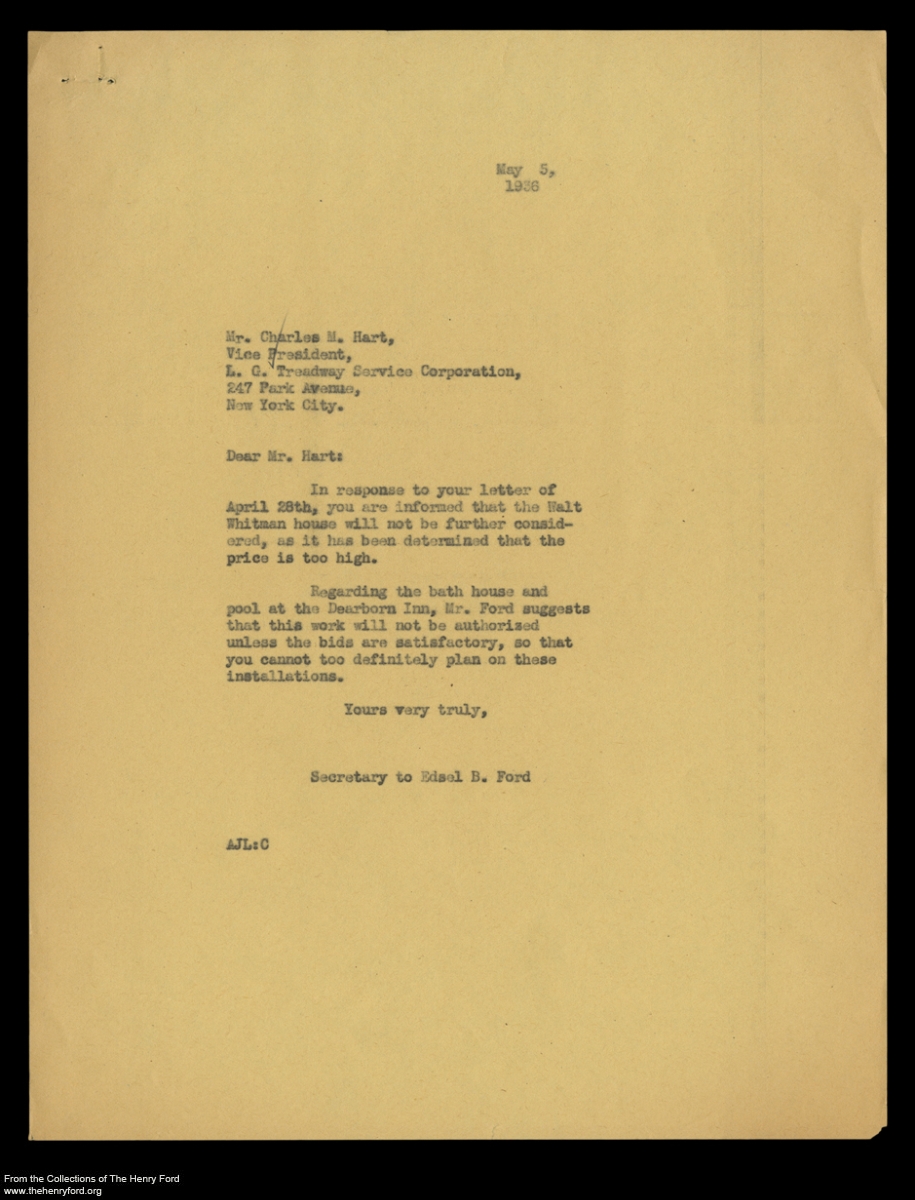 May 5,
1936
Mr. Charles M. Hart,
Vice President,
L. G. Treadway Service Corporation,
247 Park Avenue,
New York City.
Dear Mr. Hart:
In response to your letter of
April 28th, you are informed that the Walt
Whitman house will not be further consid-
ered, as it has been determined that the
price is too high.
Regarding the bath house and
pool at the Dearborn Inn, Mr. Ford suggests
that this work will not be authorized
unless the bids are satisfactory, so that
you cannot too definitely plan on these
installations.
Yours very truly,
Secretary to Edsel B. Ford
AJL:C
From the Collections of The Henry Ford
www.thehenryford.org